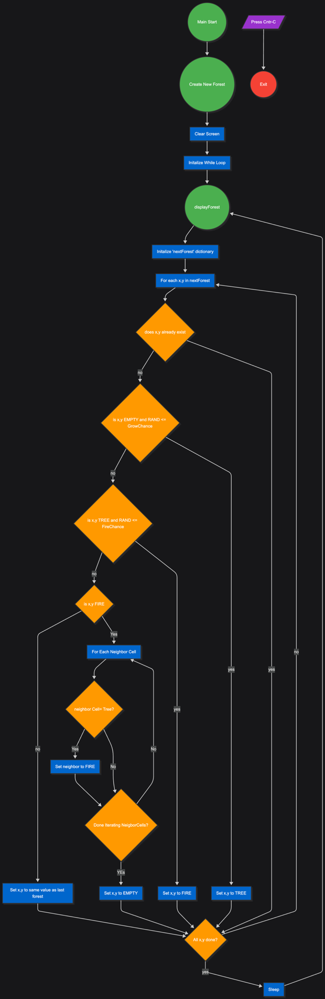 Main Start
Press Cntr-C
Create New Forest
Exit
Clear Screen
Initalize While Loop
displayForest
Initalize 'nextForest' dictionary
For each x,y in nextForest
does x,y already exist
no
is x,y EMPTY and RAND <=
GrowChance
no
is x,y TREE and RAND <=
FireChance
no
is x,y FIRE
Yes
For Each Neighbor Cell
yes
yes
no
neighbor Cell= Tree?
yes
no
Yes
No
No
Set neighbor to FIRE
Done Iterating NeigborCells?
YEs
Set x,y to same value as last
forest
Set x,y to EMPTY
Set x,y to FIRE
Set x,y to TREE
All x,y done?
yes
Sleep